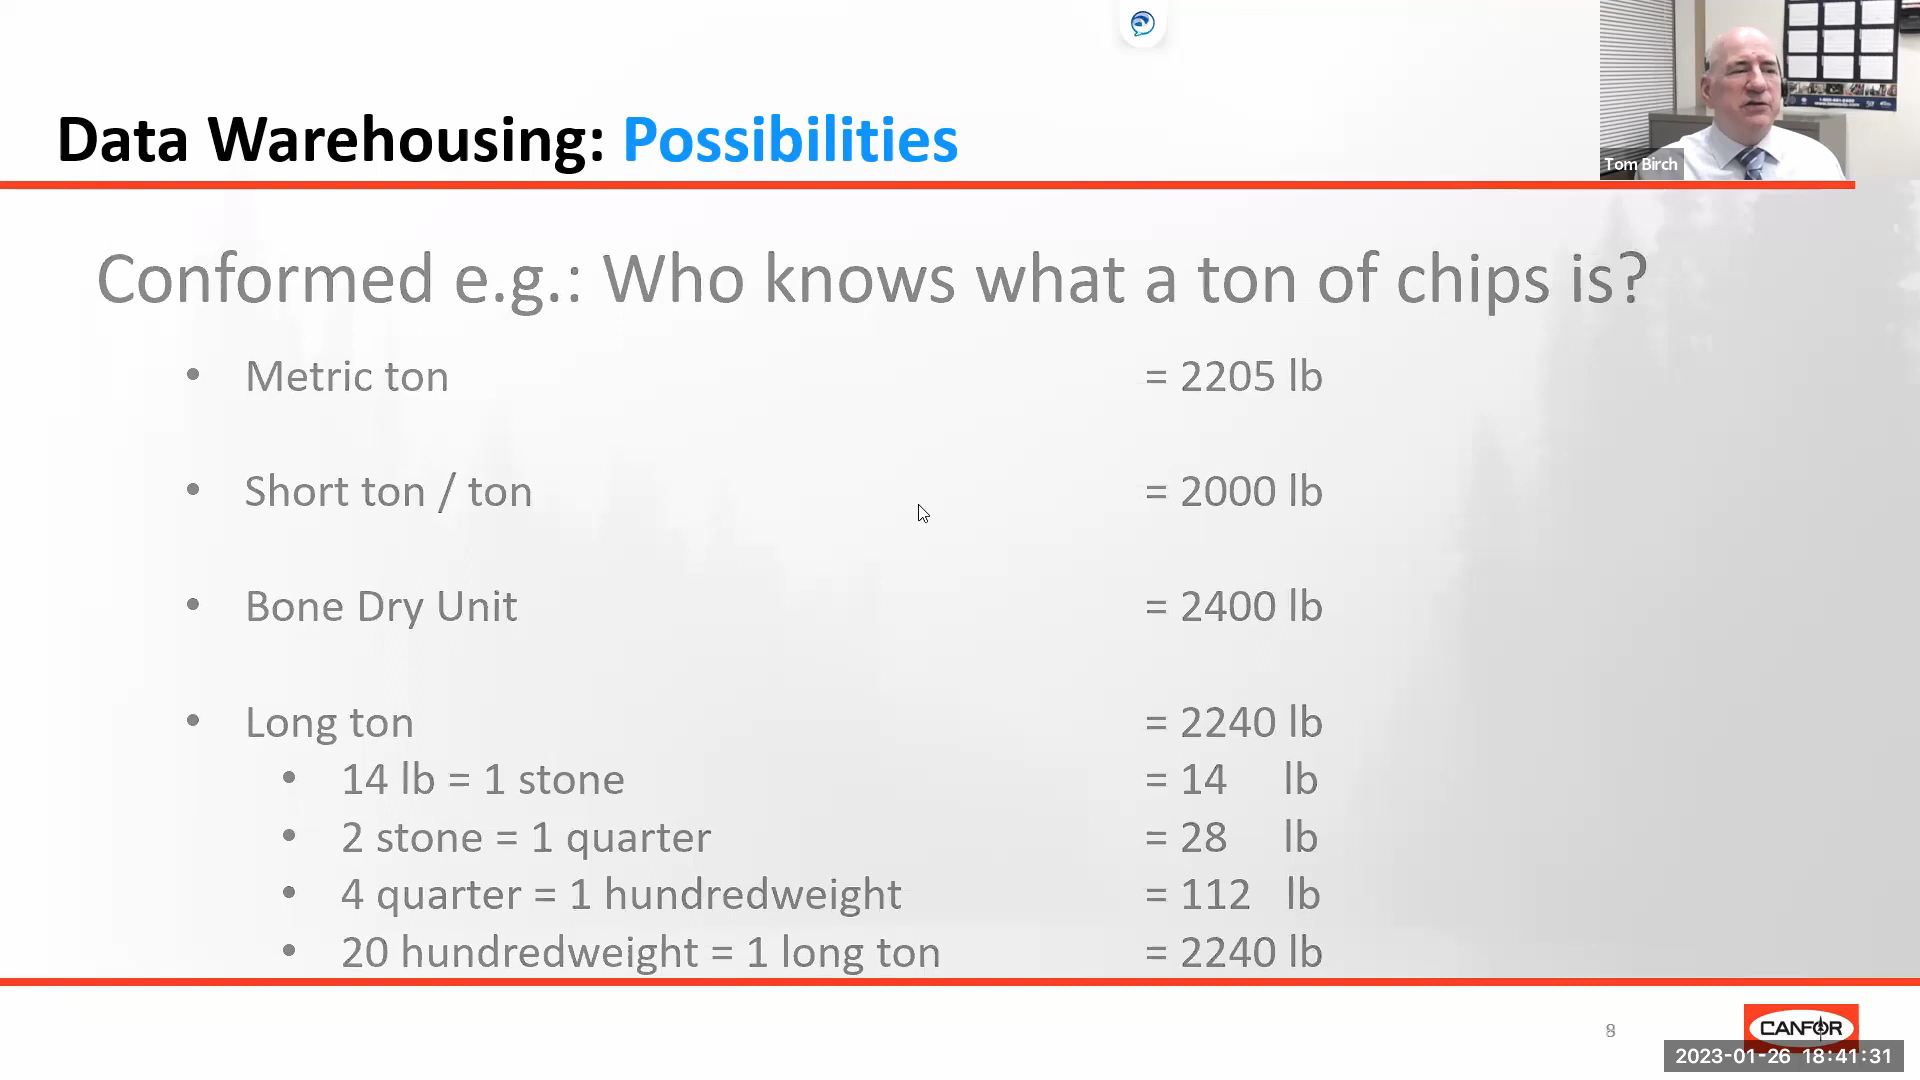 Data Warehousing: Possibilities
Tom Birch
Conformed e.g.: Who knows what a ton of chips is?
• Metric ton = 2205 lb
• Short ton / ton = 2000 lb
• Bone Dry Unit = 2400 lb
• Long ton = 2240 lb
• 14 lb = 1 stone = 14 lb
• 2 stone = 1 quarter = 28 lb
• 4 quarter = 1 hundredweight = 112 lb
• 20 hundredweight = 1 long ton = 2240 lb
8
CANFOR
2023-01-26 18:41:31